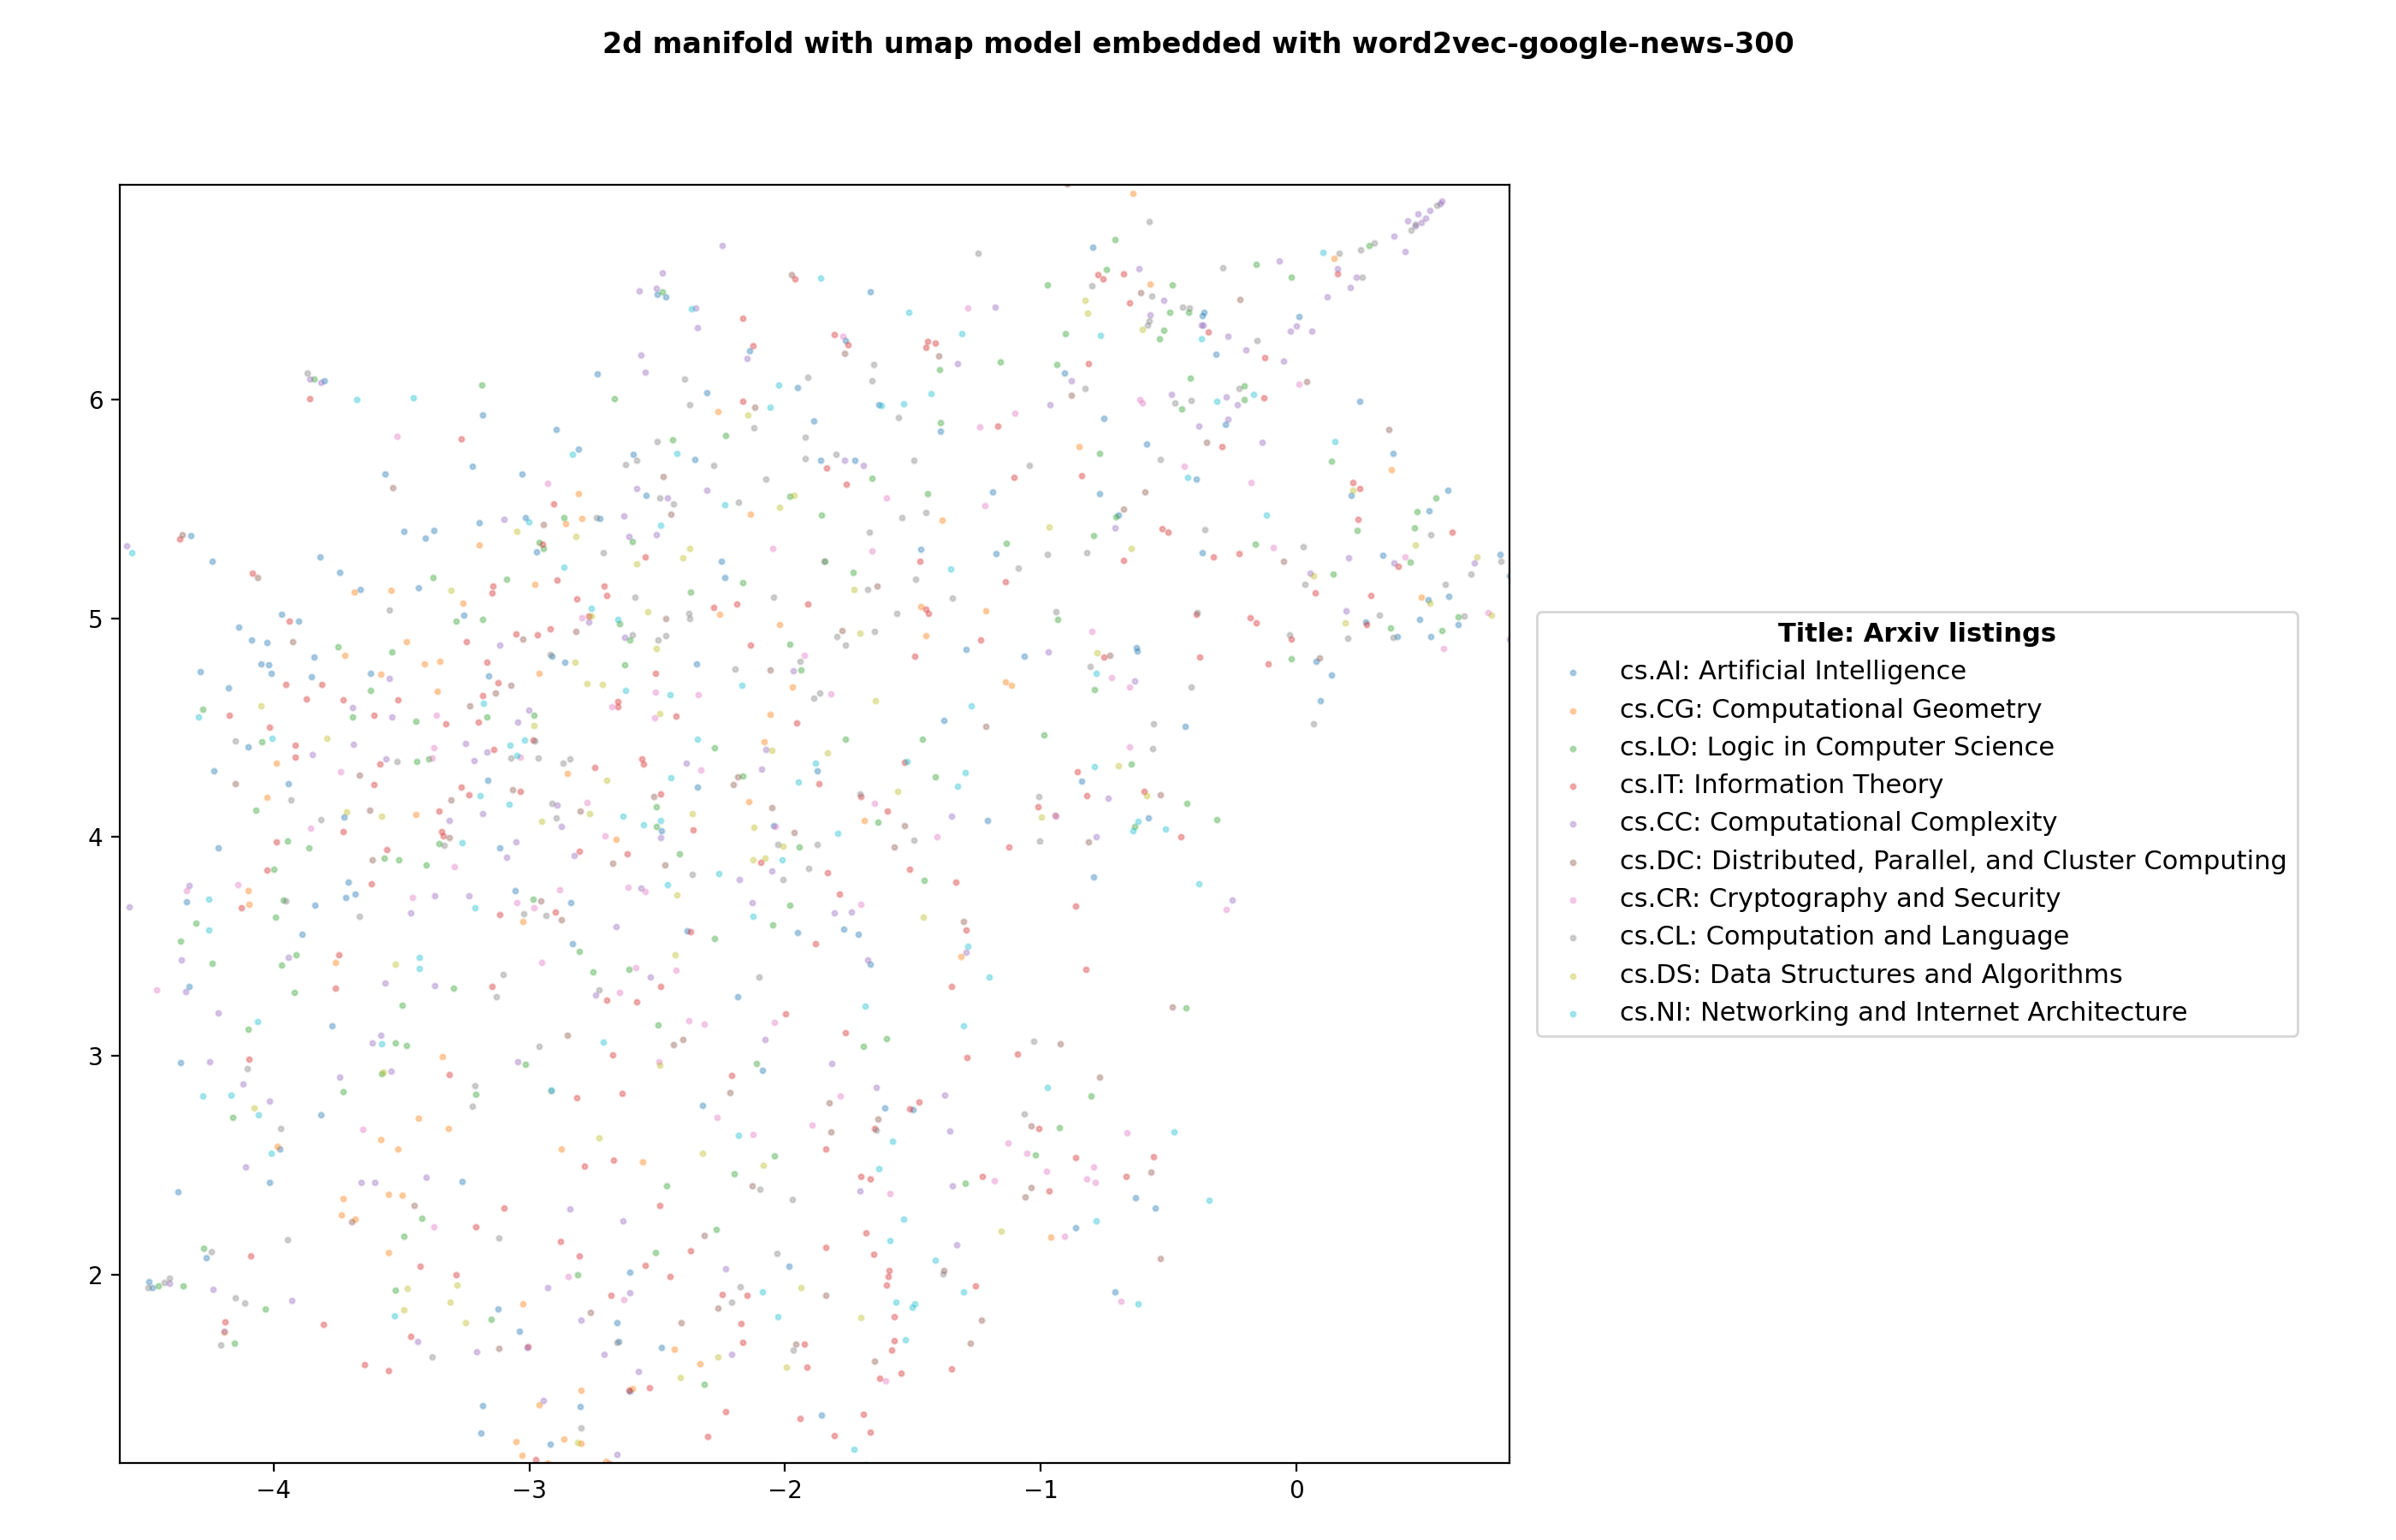 2d manifold with umap model embedded with word2vec-google-news-300
6
5
4
3
2
−4
−3
−2
−1
0
Title: Arxiv listings
cs.AI: Artificial Intelligence
cs.CG: Computational Geometry
cs.LO: Logic in Computer Science
cs.IT: Information Theory
cs.CC: Computational Complexity
cs.DC: Distributed, Parallel, and Cluster Computing
cs.CR: Cryptography and Security
cs.CL: Computation and Language
cs.DS: Data Structures and Algorithms
cs.NI: Networking and Internet Architecture